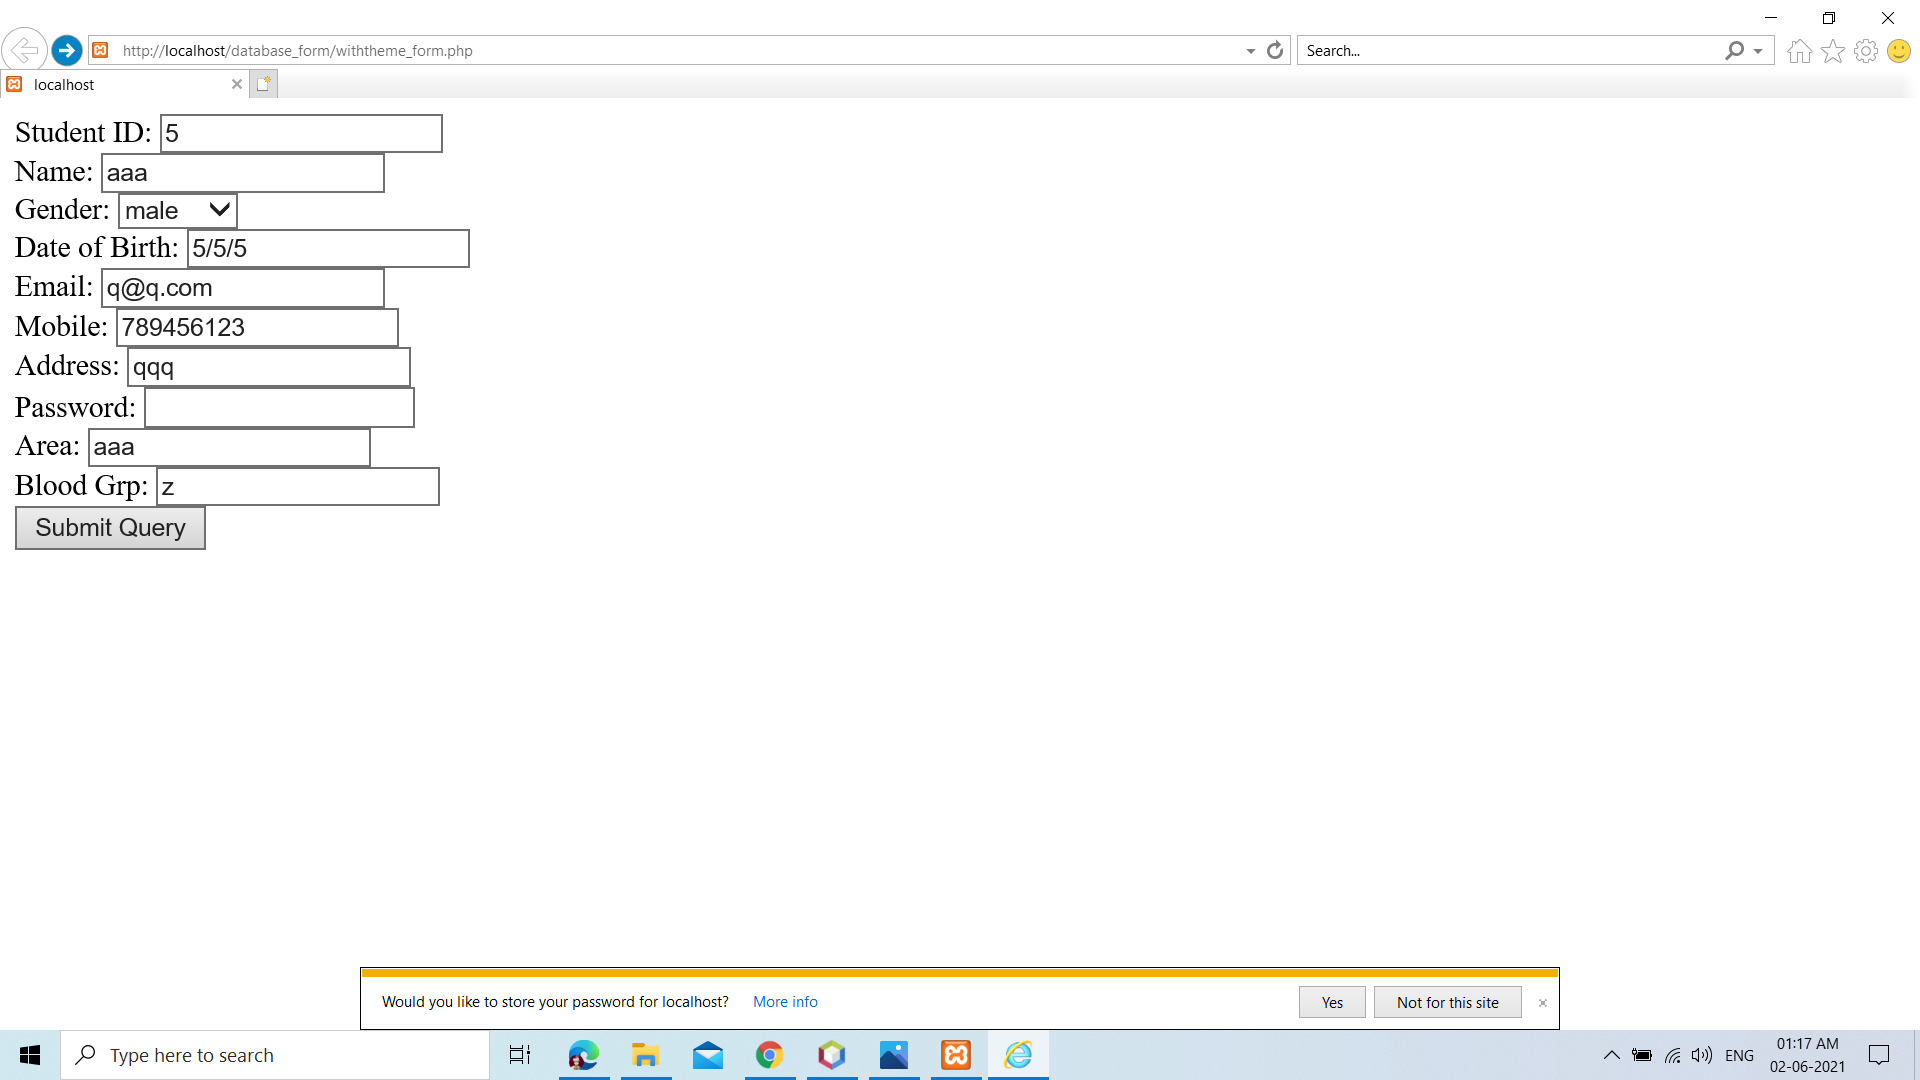 http://localhost/database_form/withtheme_form.php
Search...
localhost
Student ID: 5
Name: aaa
Gender: male
Date of Birth: 5/5/5
Email: q@q.com
Mobile: 789456123
Address: qqq
Password:
Area: aaa
Blood Grp: z
Submit Query
Would you like to store your password for localhost? More info Yes Not for this site
Type here to search
ENG
01:17 AM
02-06-2021